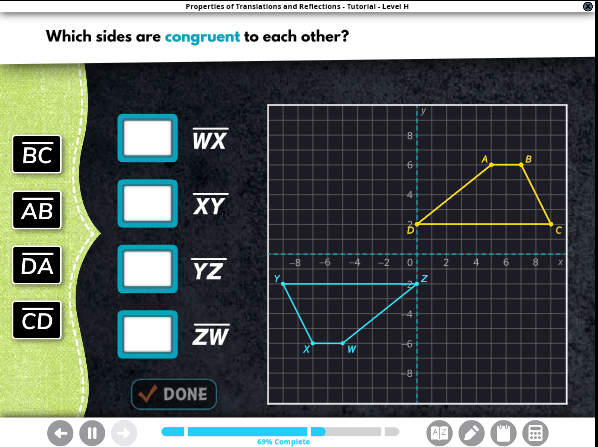 Properties of Translations and Reflections - Tutorial - Level H
Which sides are congruent to each other?
BC
AB
DA
CD
WX
XY
YZ
ZW
DONE
y
8
6
A B
4
2
D C
-8 -6 -4 -2 0 2 4 6 8 x
Y Z
-2
-4
X W
-6
-8
69% Complete
AZ